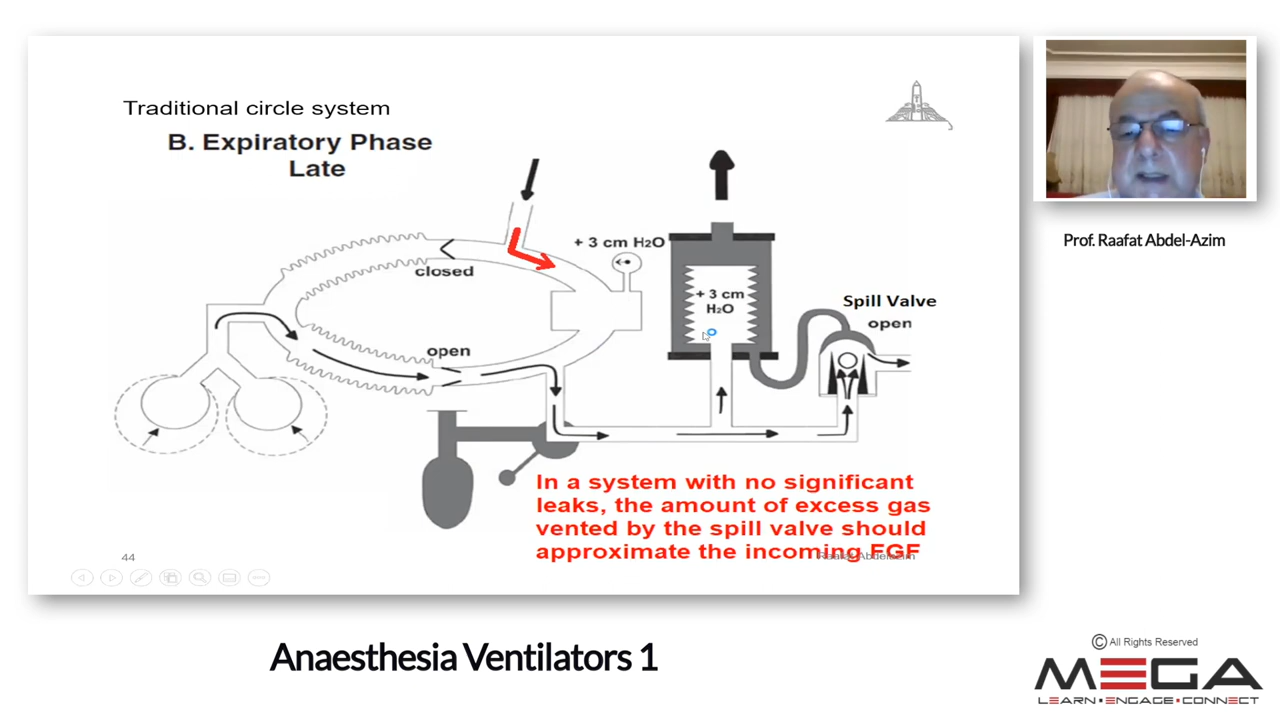 Traditional circle system
B. Expiratory Phase
Late
+ 3 cm H₂O
closed
+ 3 cm
H₂O
Spill Valve
open
open
In a system with no significant
leaks, the amount of excess gas
vented by the spill valve should
approximate the incoming FGF
44
Raafat Abdelazim
Prof. Raafat Abdel-Azim
Anaesthesia Ventilators 1
© All Rights Reserved
MEGA
LEARN•ENGAGE•CONNECT